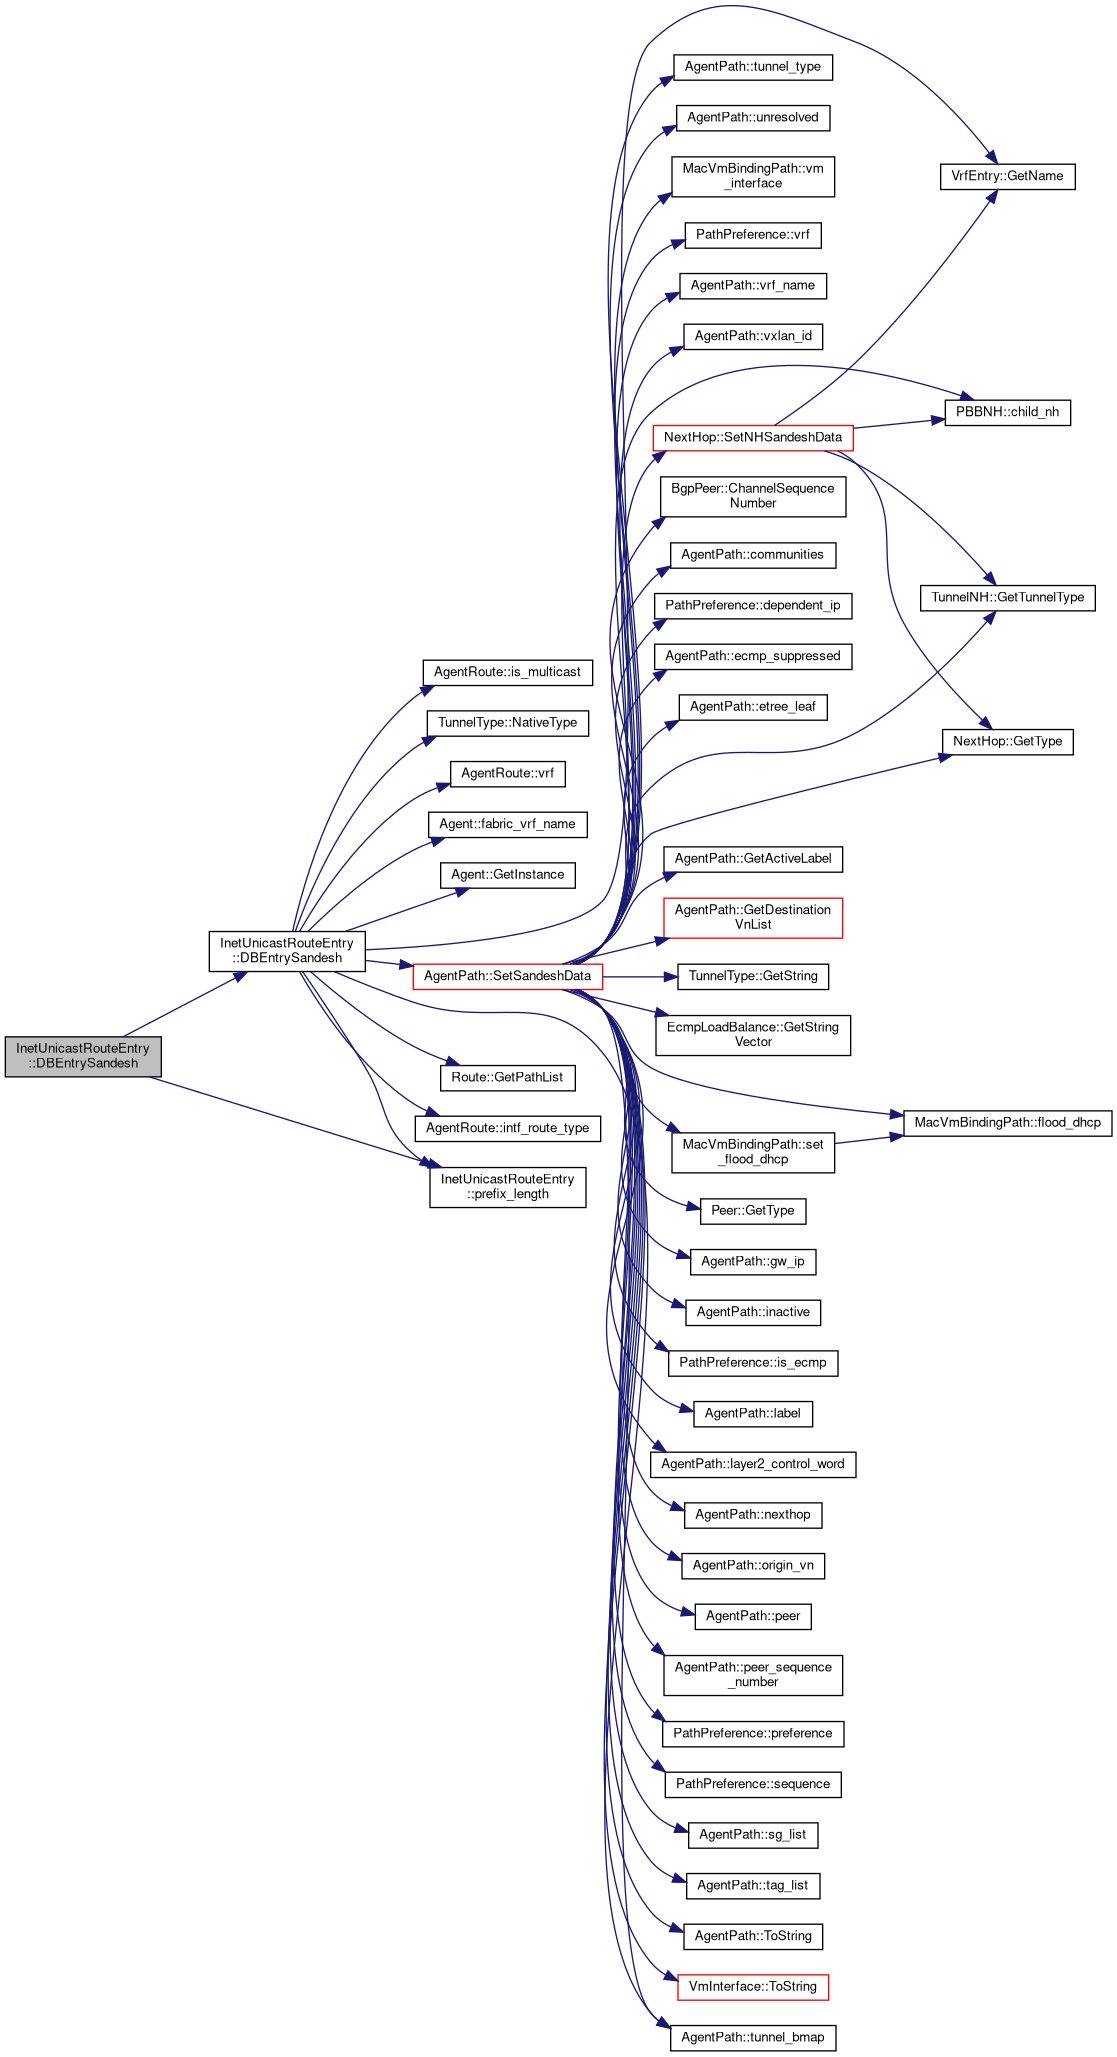 InetUnicastRouteEntry
::DBEntrySandesh
InetUnicastRouteEntry
::DBEntrySandesh
AgentRoute::is_multicast
TunnelType::NativeType
AgentRoute::vrf
Agent::fabric_vrf_name
Agent::GetInstance
AgentPath::SetSandeshData
Route::GetPathList
AgentRoute::intf_route_type
InetUnicastRouteEntry
::prefix_length
AgentPath::tunnel_type
AgentPath::unresolved
MacVmBindingPath::vm
_interface
PathPreference::vrf
AgentPath::vrf_name
AgentPath::vxlan_id
NextHop::SetNHSandeshData
BgpPeer::ChannelSequence
Number
AgentPath::communities
PathPreference::dependent_ip
AgentPath::ecmp_suppressed
AgentPath::etree_leaf
AgentPath::GetActiveLabel
AgentPath::GetDestination
VnList
TunnelType::GetString
EcmpLoadBalance::GetString
Vector
MacVmBindingPath::set
_flood_dhcp
Peer::GetType
AgentPath::gw_ip
AgentPath::inactive
PathPreference::is_ecmp
AgentPath::label
AgentPath::layer2_control_word
AgentPath::nexthop
AgentPath::origin_vn
AgentPath::peer
AgentPath::peer_sequence
_number
PathPreference::preference
PathPreference::sequence
AgentPath::sg_list
AgentPath::tag_list
AgentPath::ToString
VmInterface::ToString
AgentPath::tunnel_bmap
VrfEntry::GetName
PBBNH::child_nh
TunnelNH::GetTunnelType
NextHop::GetType
MacVmBindingPath::flood_dhcp